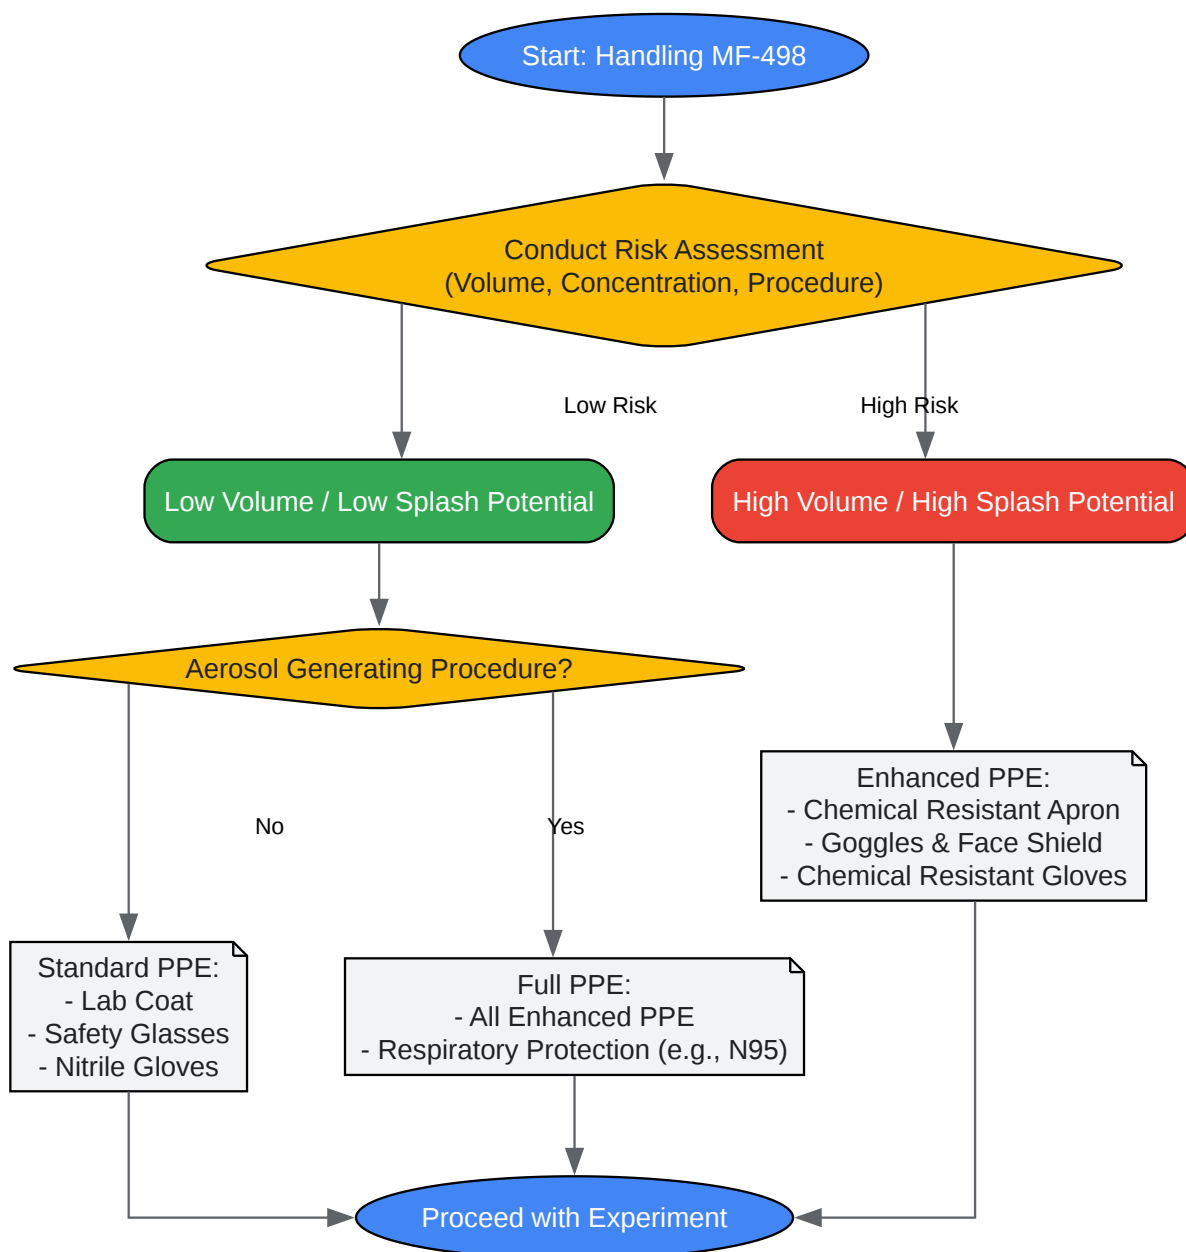 Start: Handling MF-498
Conduct Risk Assessment
(Volume, Concentration, Procedure)
Low Risk
High Risk
Low Volume / Low Splash Potential
High Volume / High Splash Potential
Aerosol Generating Procedure?
No
Yes
Enhanced PPE:
- Chemical Resistant Apron
- Goggles & Face Shield
- Chemical Resistant Gloves
Standard PPE:
- Lab Coat
- Safety Glasses
- Nitrile Gloves
Full PPE:
- All Enhanced PPE
- Respiratory Protection (e.g., N95)
Proceed with Experiment